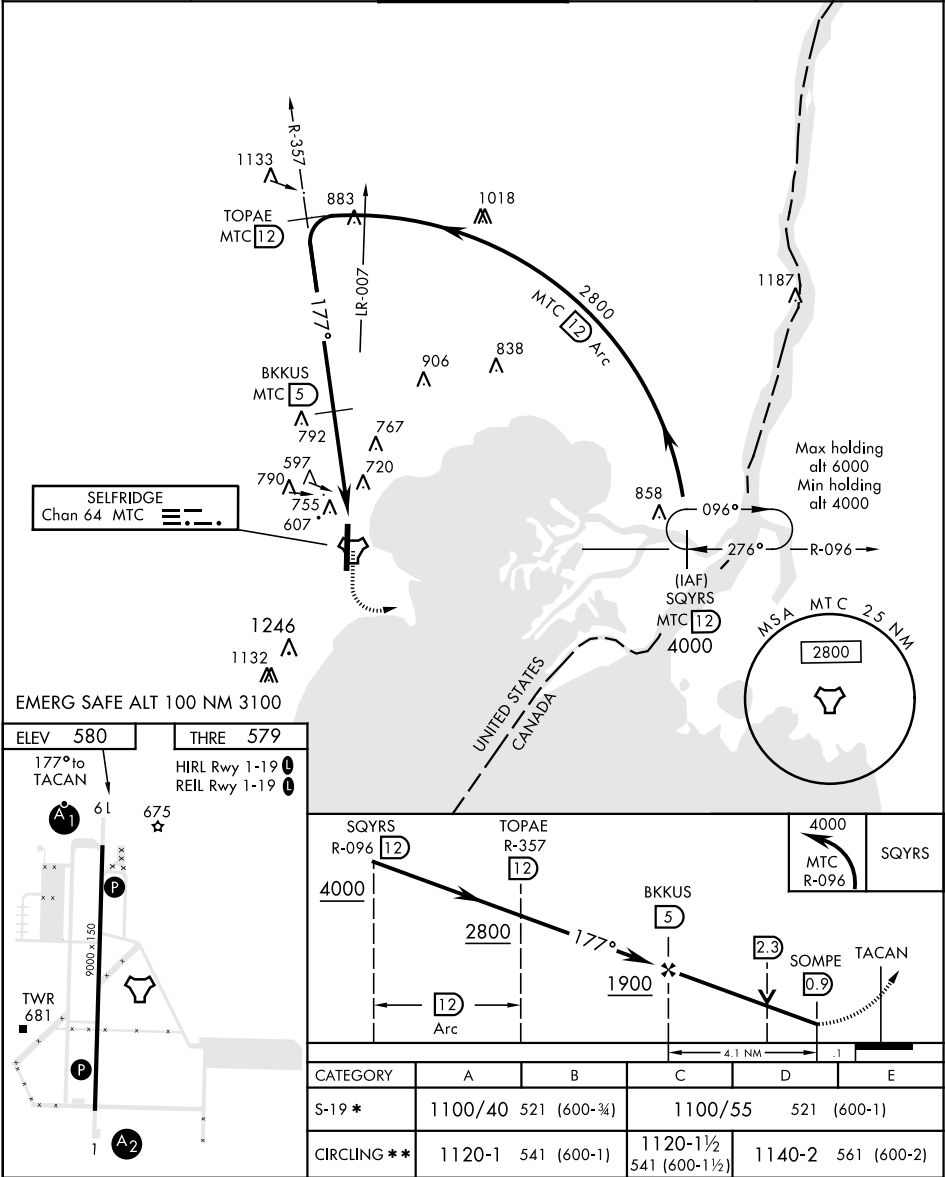 R-357
1133
883
1018
TOPAE
MTC 12
LR-007
177°
2800
MTC 12 Arc
1187
906
838
BKKUS
MTC 5
792
767
597
790
720
755
607
SELFRIDGE
Chan 64 MTC
Max holding
alt 6000
Min holding
alt 4000
858
096°
276°
R-096
(IAF)
SQYRS
MTC 12
4000
MSA MTC 25 NM
2800
1246
1132
UNITED STATES
CANADA
EMERG SAFE ALT 100 NM 3100
ELEV 580
THRE 579
177° to
TACAN
HIRL Rwy 1-19 L
REIL Rwy 1-19 L
A1
19
675
P
9000 x 150
TWR
681
P
1
A2
SQYRS
R-096 12
TOPAE
R-357
12
4000
MTC
R-096
SQYRS
4000
BKKUS
5
2800
177°
1900
2.3
SOMPE
0.9
TACAN
12
Arc
4.1 NM
.1
CATEGORY A B C D E
S-19 * 1100/40 521 (600-¾) 1100/55 521 (600-1)
CIRCLING ** 1120-1 541 (600-1) 1120-1½ 541 (600-1½) 1140-2 561 (600-2)